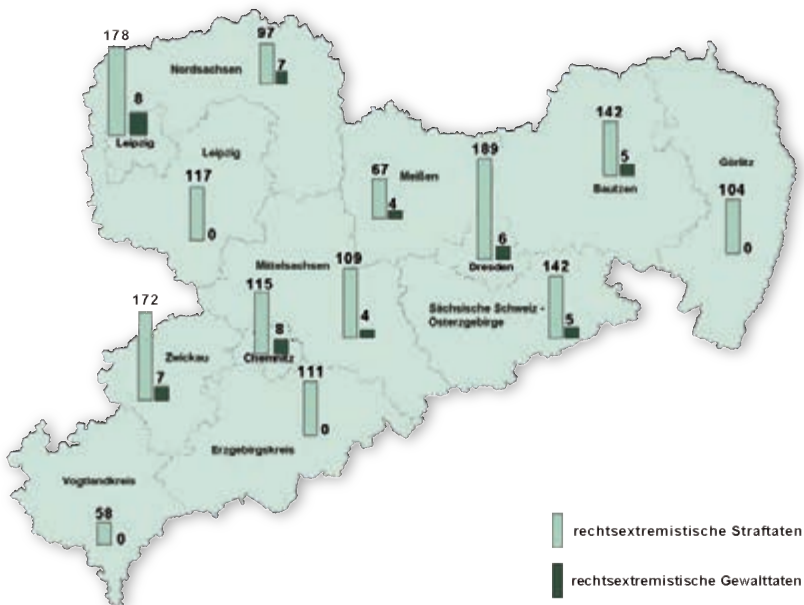 178
97
7
Nordsachsen
8
Leipzig
Leipzig
117
0
67
4
Meißen
189
6
Dresden
142
5
Bautzen
Görlitz
104
0
Mittelsachsen
109
4
115
8
Chemnitz
142
5
Sächsische Schweiz -
Osterzgebirge
172
7
Zwickau
111
0
Erzgebirgskreis
Vogtlandkreis
58
0
rechtsextremistische Straftaten
rechtsextremistische Gewalttaten